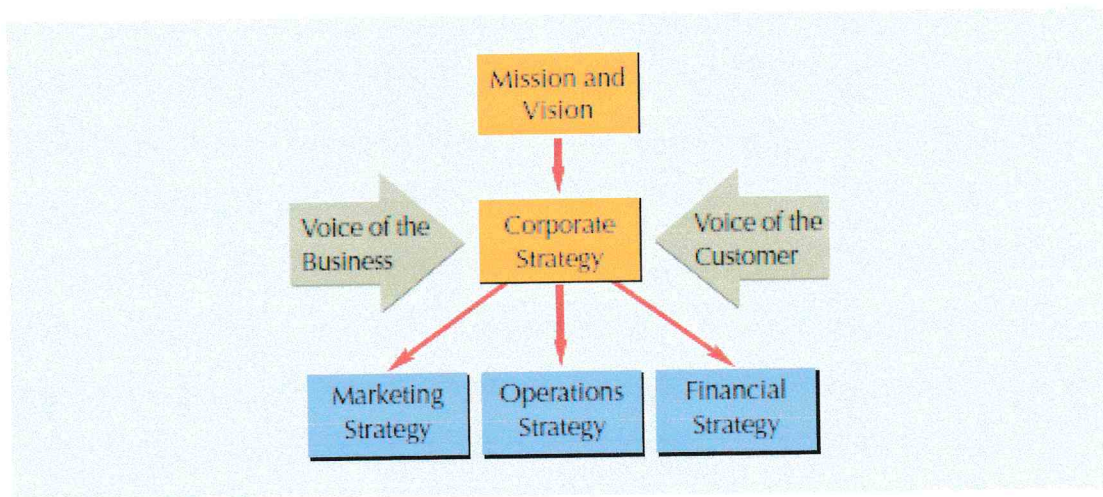 Mission and
Vision
Voice of the
Business
Corporate
Strategy
Voice of the
Customer
Marketing
Strategy
Operations
Strategy
Financial
Strategy